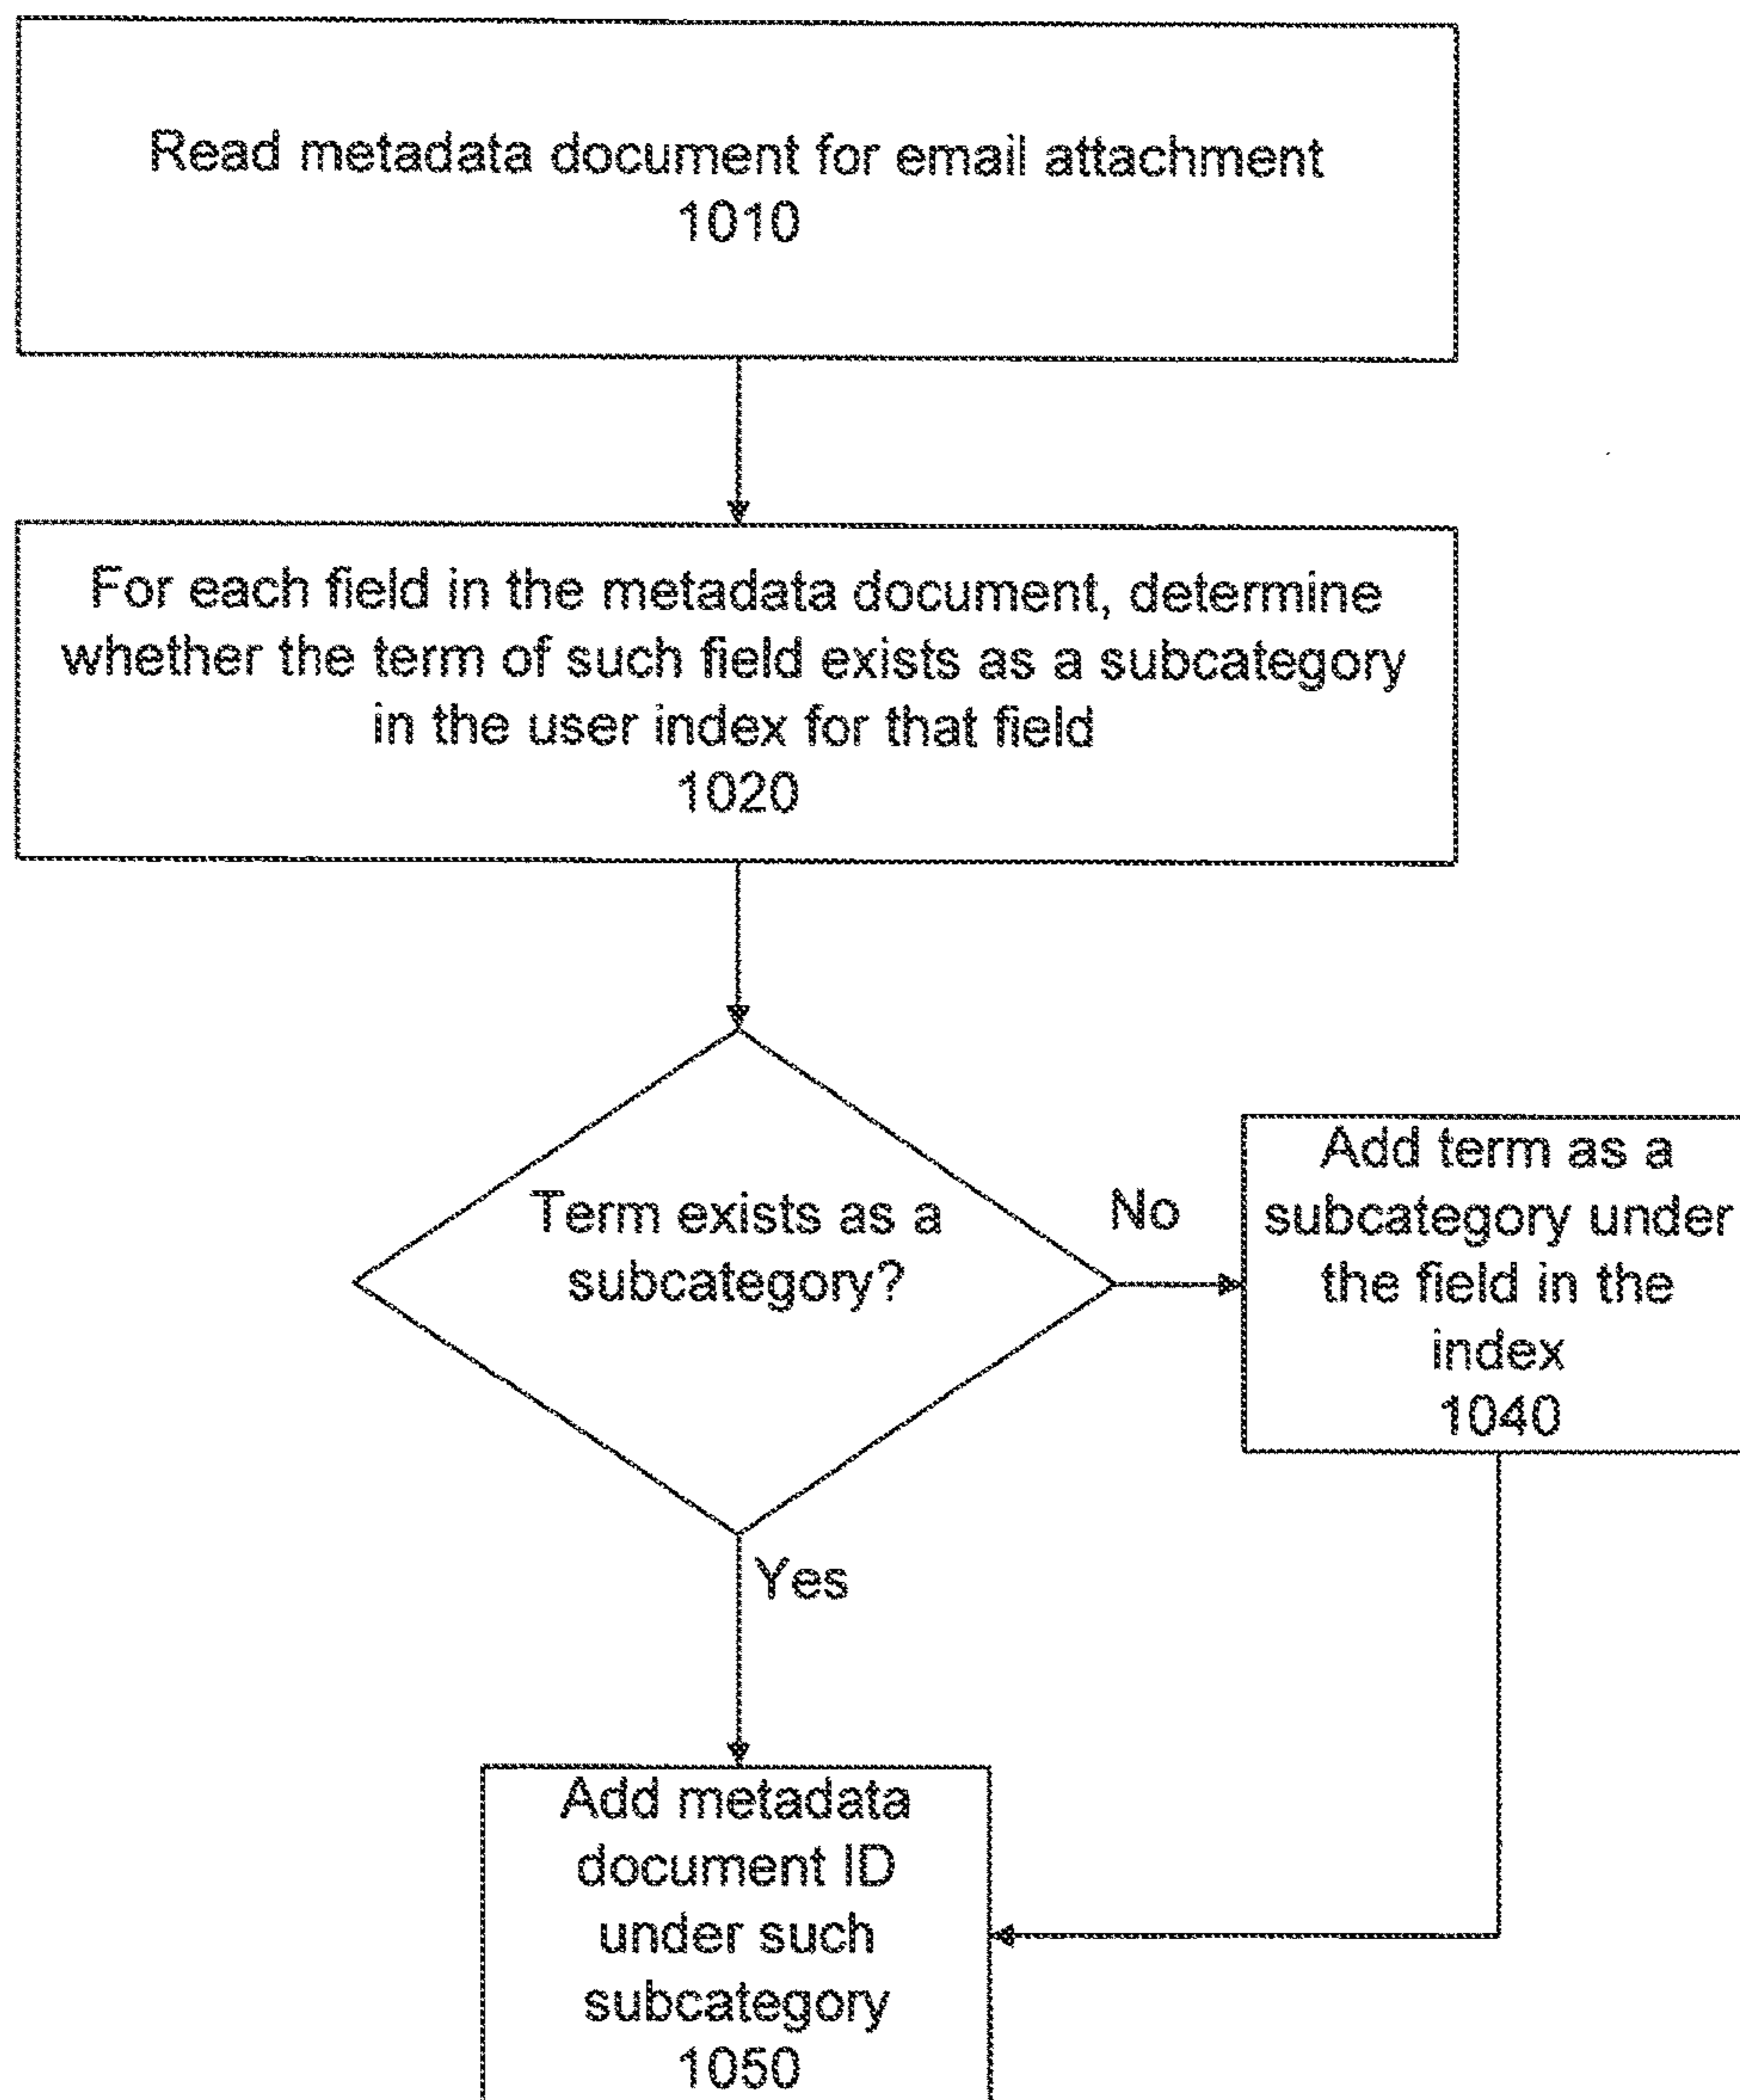 Read metadata document for email attachment
1010
For each field in the metadata document, determine
whether the term of such field exists as a subcategory
in the user index for that field
1020
Term exists as a
subcategory?
No
Add term as a
subcategory under
the field in the
index
1040
Yes
Add metadata
document ID
under such
subcategory
1050